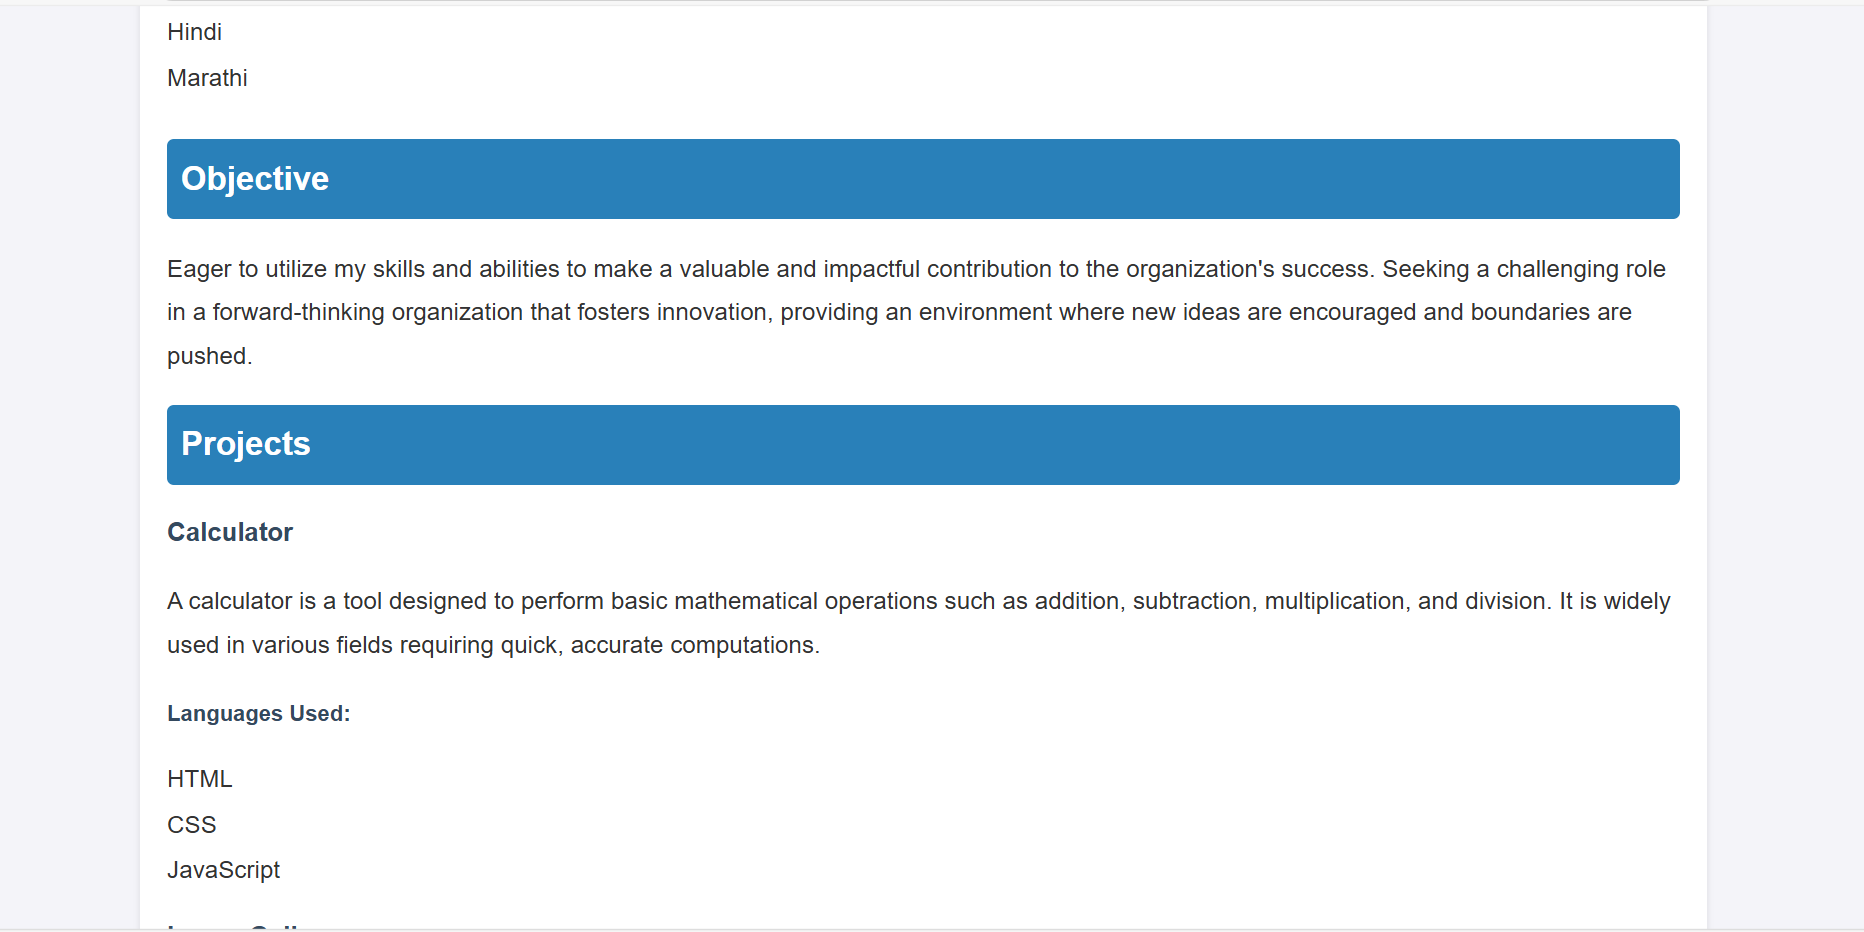 Hindi
Marathi
Objective
Eager to utilize my skills and abilities to make a valuable and impactful contribution to the organization's success. Seeking a challenging role
in a forward-thinking organization that fosters innovation, providing an environment where new ideas are encouraged and boundaries are
pushed.
Projects
Calculator
A calculator is a tool designed to perform basic mathematical operations such as addition, subtraction, multiplication, and division. It is widely
used in various fields requiring quick, accurate computations.
Languages Used:
HTML
CSS
JavaScript